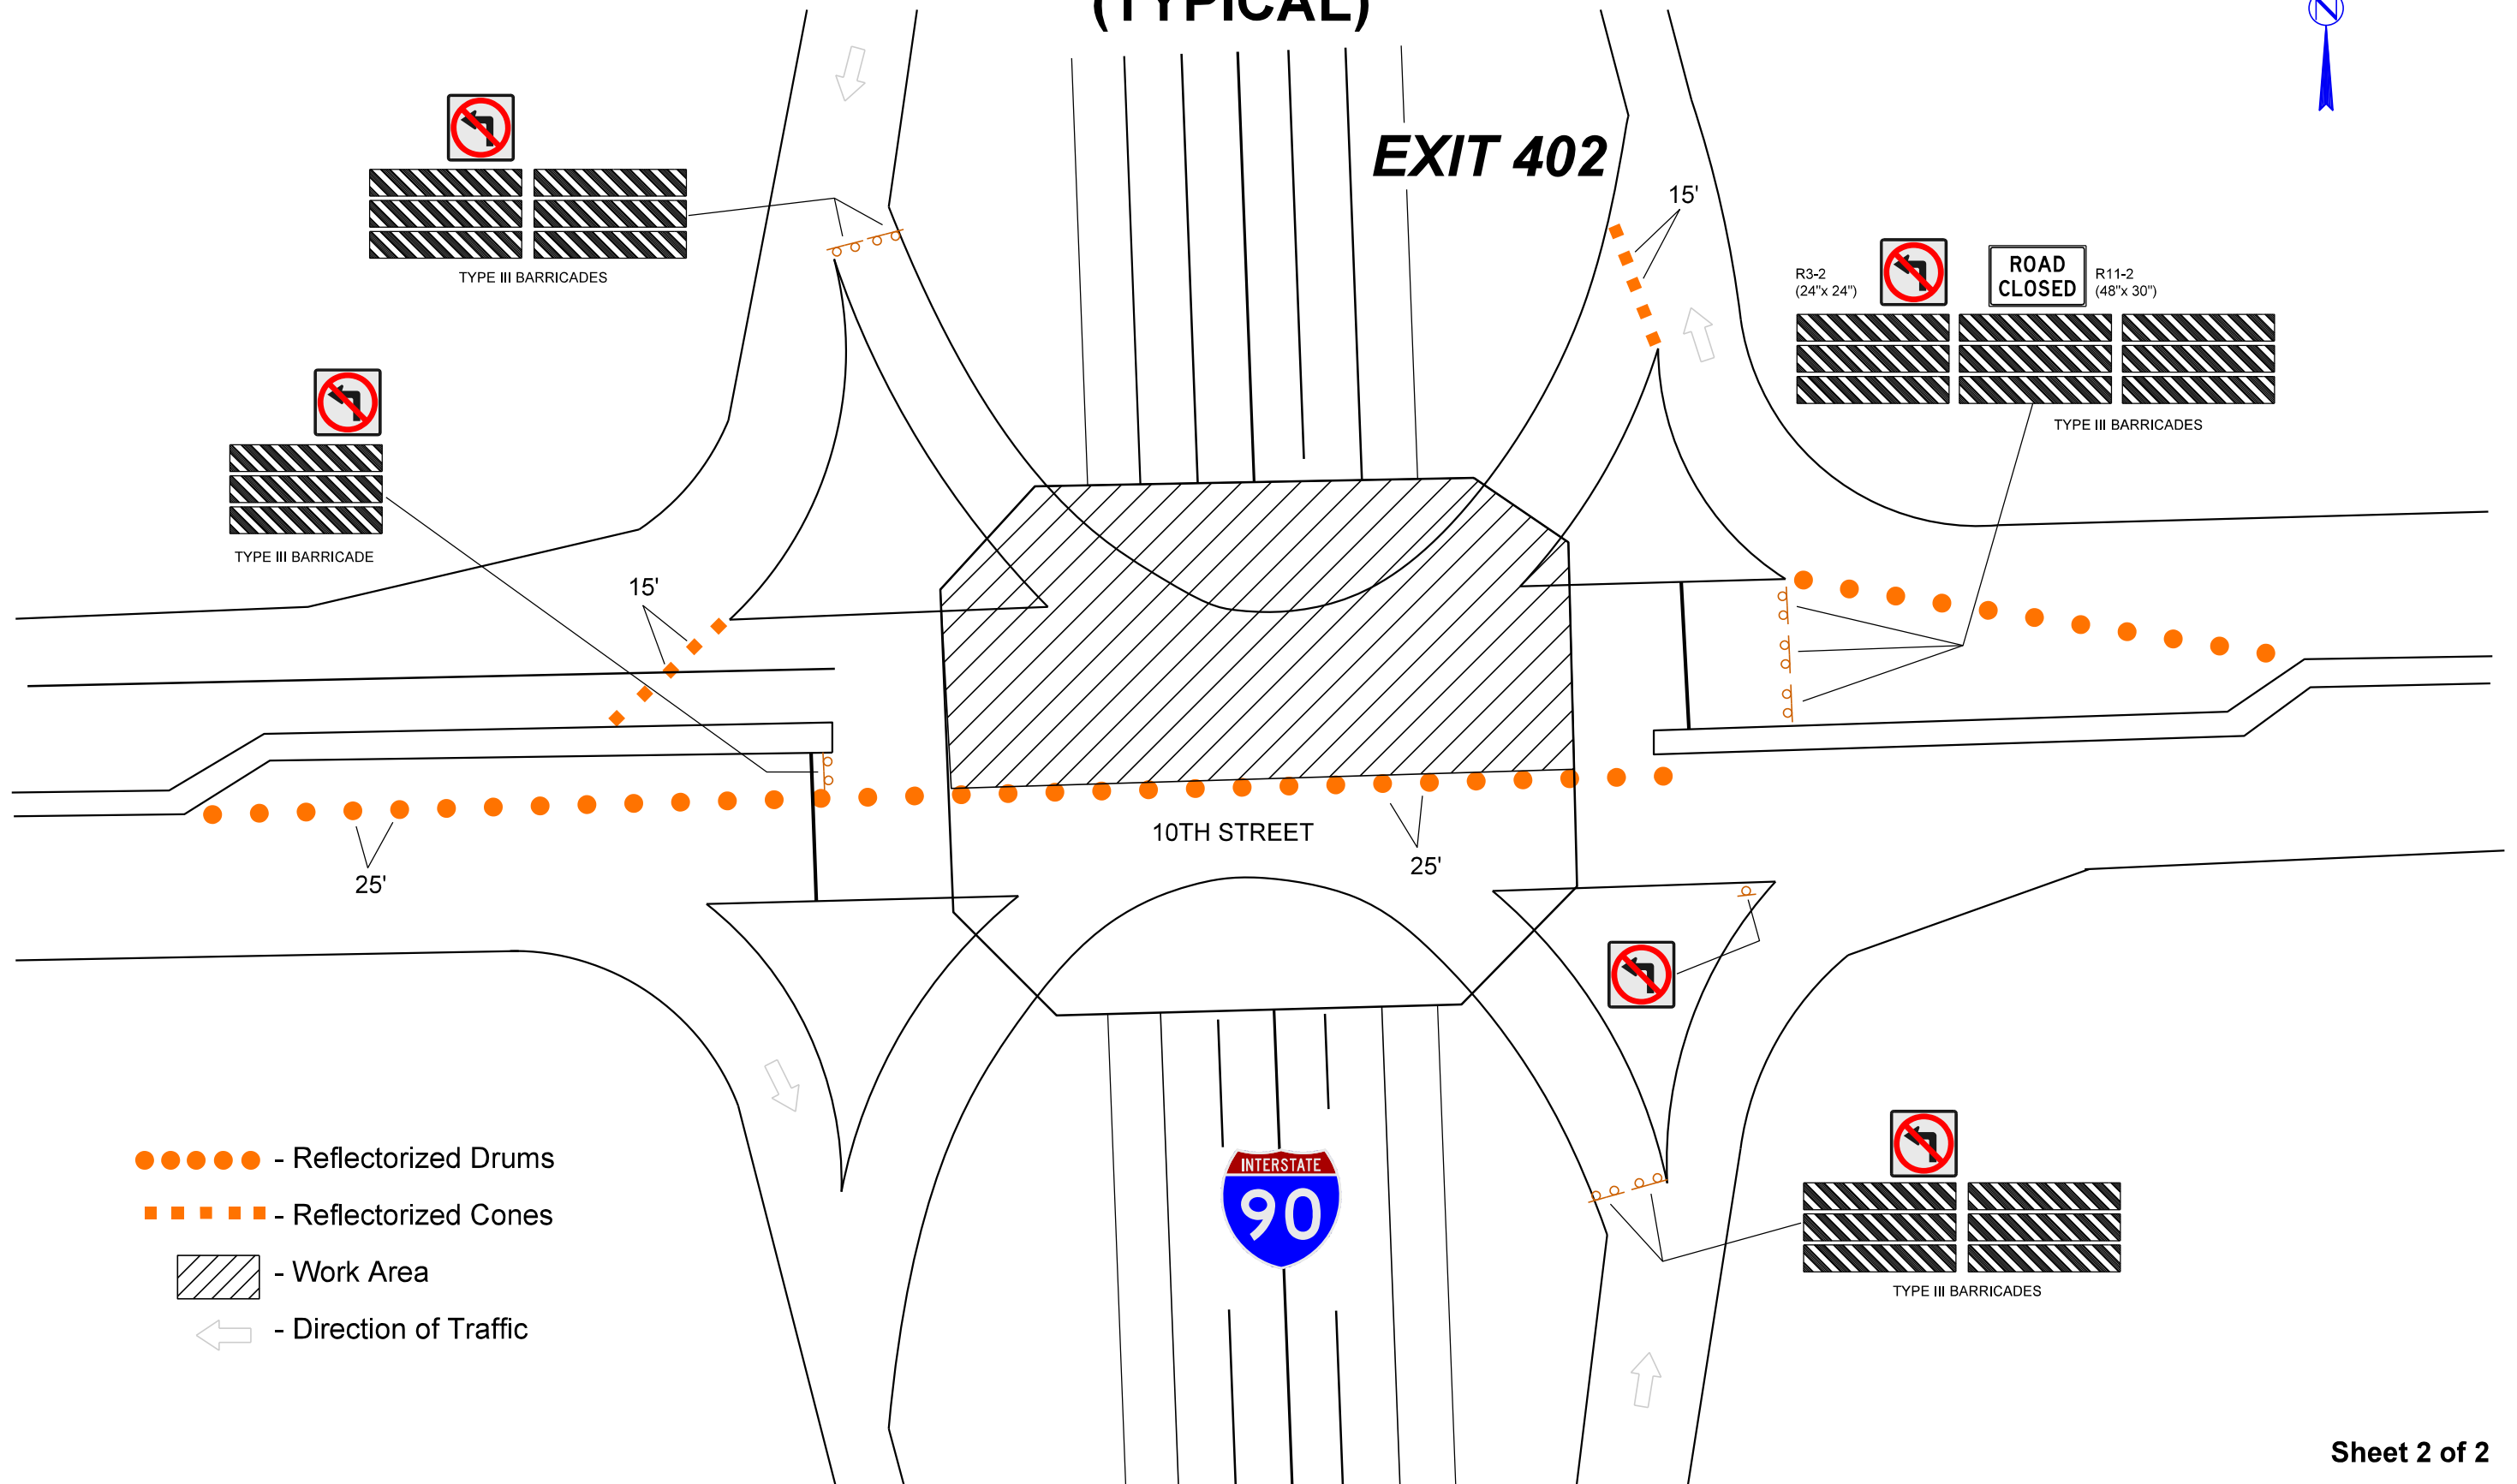 (TYPICAL)
N
EXIT 402
15'
TYPE III BARRICADES
R3-2
(24"x 24")
ROAD
CLOSED
R11-2
(48"x 30")
TYPE III BARRICADES
TYPE III BARRICADE
15'
10TH STREET
25'
25'
INTERSTATE
90
TYPE III BARRICADES
- Reflectorized Drums
- Reflectorized Cones
- Work Area
- Direction of Traffic
Sheet 2 of 2